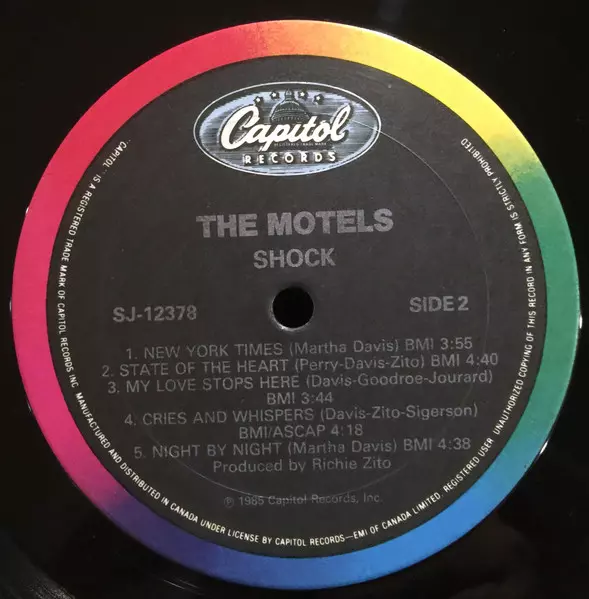 Capitol
RECORDS
THE MOTELS
SHOCK
SJ-12378
SIDE 2
1. NEW YORK TIMES (Martha Davis) BMI 3:55
2. STATE OF THE HEART (Perry-Davis-Zito) BMI 4:40
3. MY LOVE STOPS HERE (Davis-Goodroe-Jourard)
BMI 3:44
4. CRIES AND WHISPERS (Davis-Zito-Sigerson)
BMI/ASCAP 4:18
5. NIGHT BY NIGHT (Martha Davis) BMI 4:38
Produced by Richie Zito
℗ 1985 Capitol Records, Inc.
"CAPITOL" IS A REGISTERED TRADE MARK OF CAPITOL RECORDS INC. MANUFACTURED AND DISTRIBUTED IN CANADA UNDER LICENSE BY CAPITOL RECORDS—EMI OF CANADA LIMITED. REGISTERED USER. UNAUTHORIZED COPYING OF THIS RECORD IN ANY FORM IS STRICTLY PROHIBITED